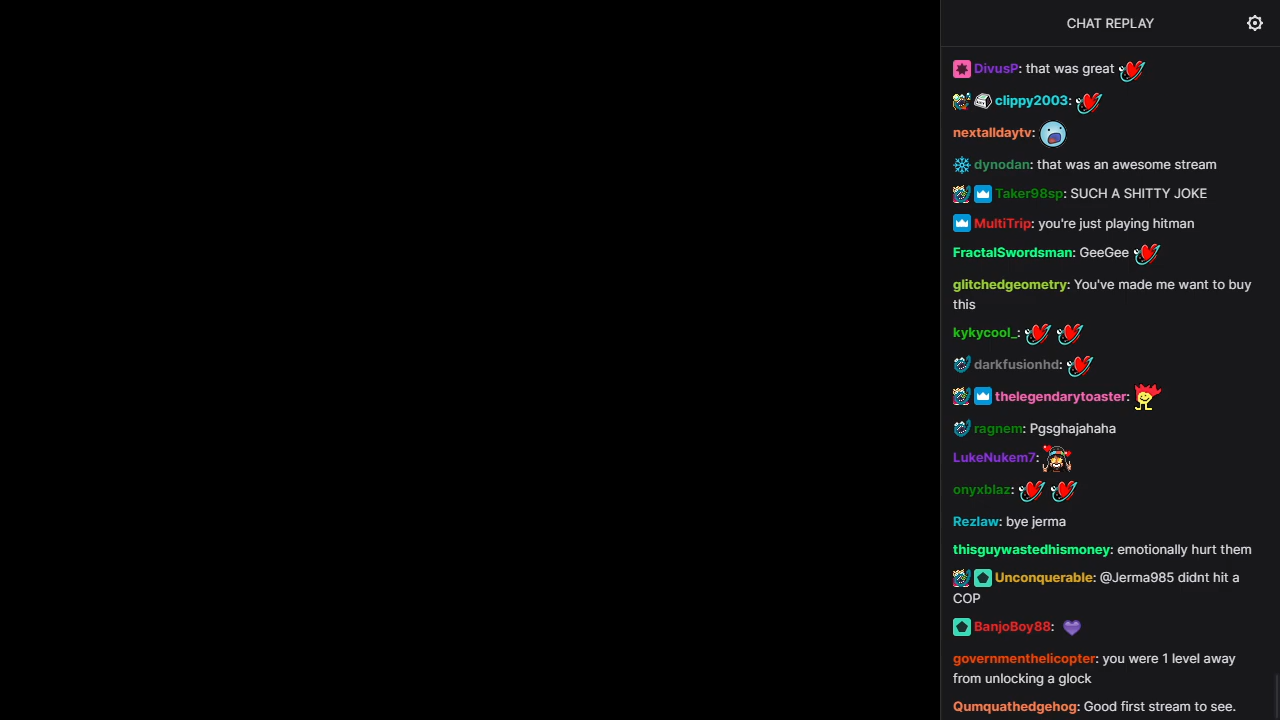 CHAT REPLAY
DivusP: that was great
clippy2003:
nextalldaytv:
dynodan: that was an awesome stream
Taker98sp: SUCH A SHITTY JOKE
MultiTrip: you're just playing hitman
FractalSwordsman: GeeGee
glitchedgeometry: You've made me want to buy
this
kykycool_:
darkfusionhd:
thelegendarytoaster:
ragnem: Pgsghajahaha
LukeNukem7:
onyxblaz:
Rezlaw: bye jerma
thisguywastedhismoney: emotionally hurt them
Unconquerable: @Jerma985 didnt hit a
COP
BanjoBoy88:
governmenthelicopter: you were 1 level away
from unlocking a glock
Qumquathedgehog: Good first stream to see.